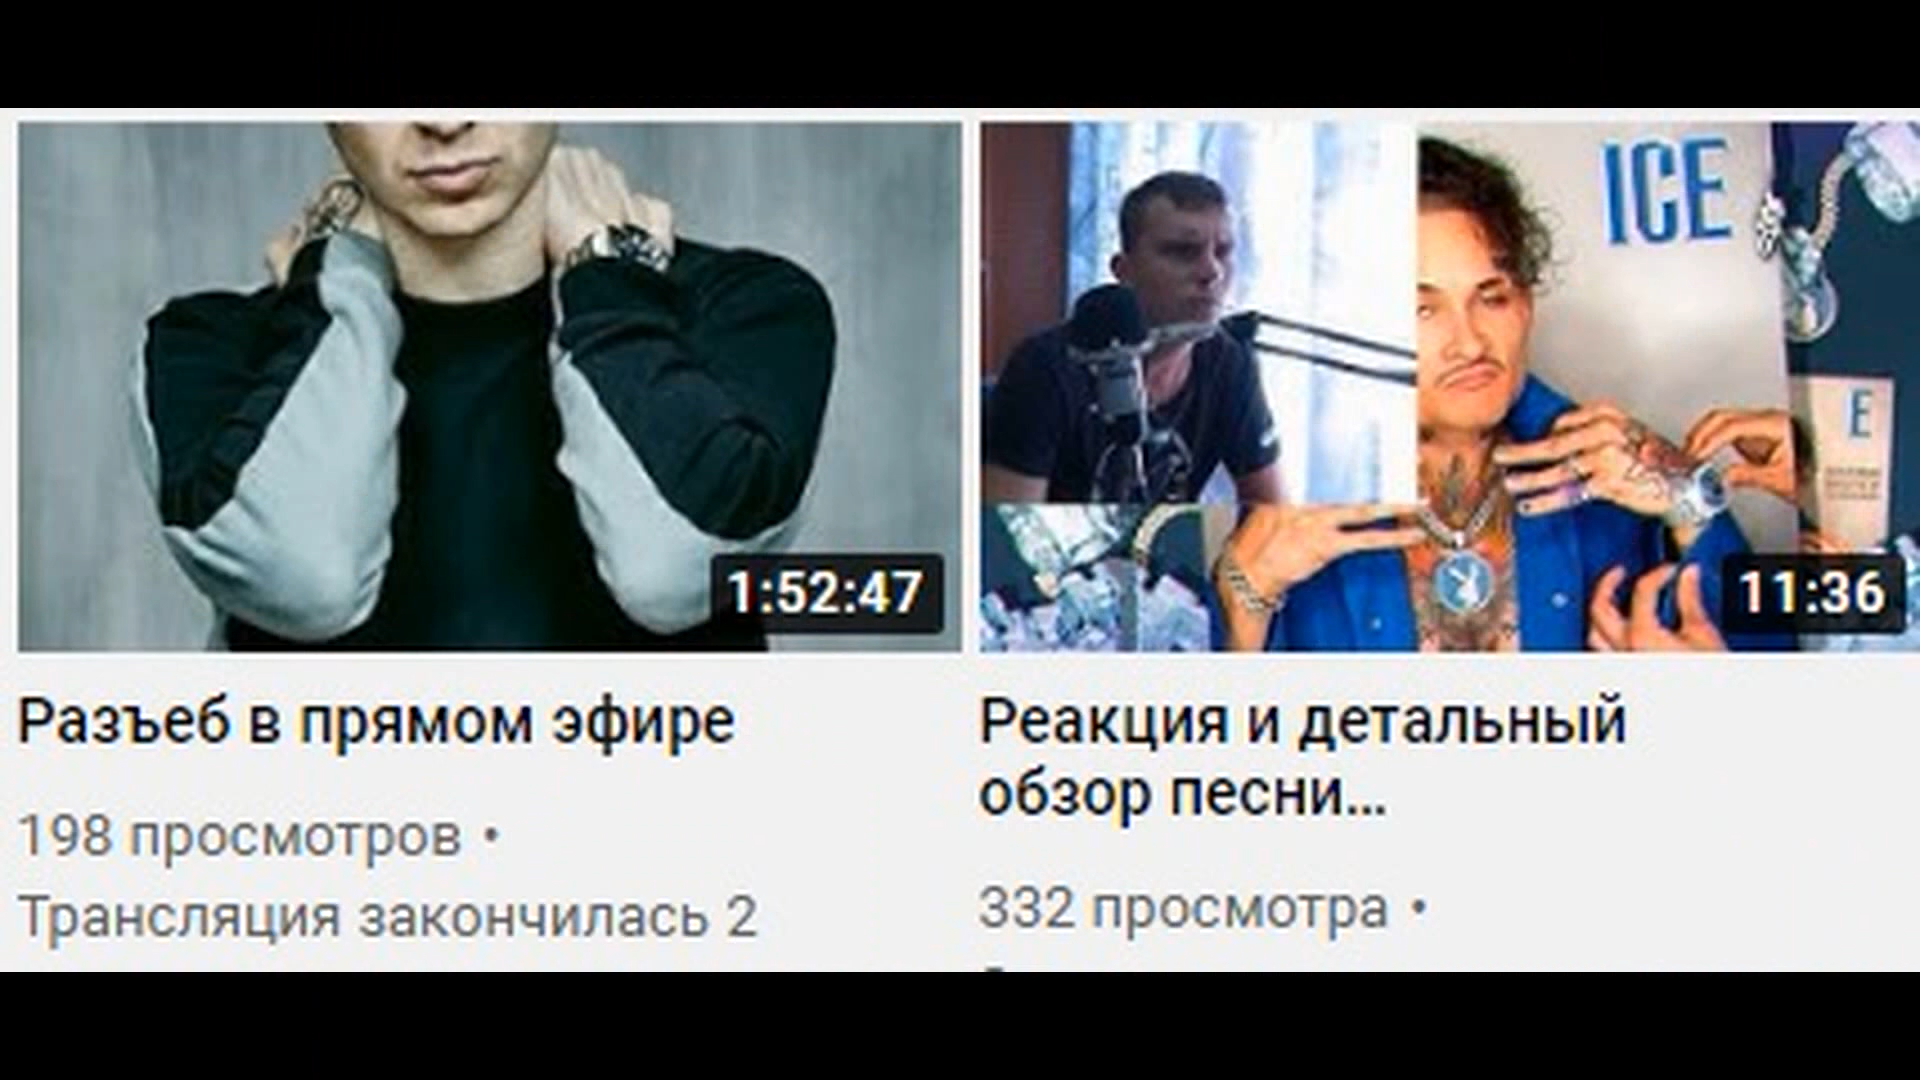 ICE
E
1:52:47
11:36
Разъеб в прямом эфире
198 просмотров •
Трансляция закончилась 2
Реакция и детальный
обзор песни...
332 просмотра •